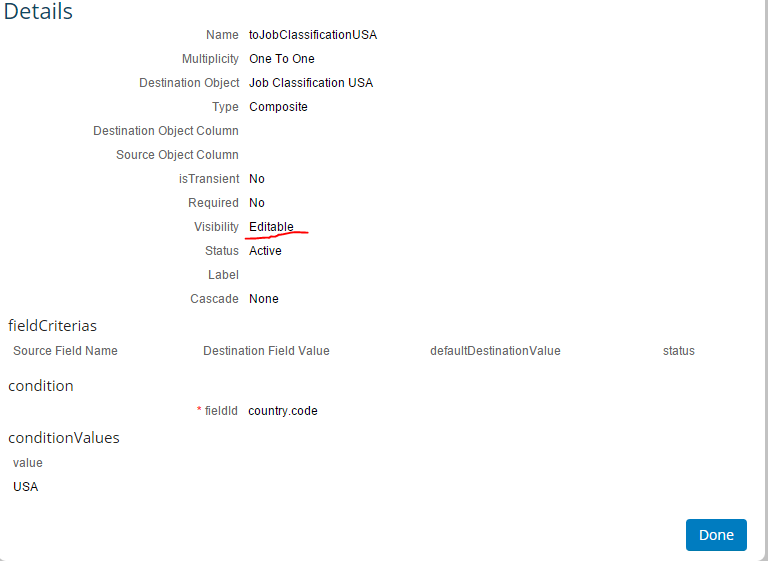 Details
Name toJobClassificationUSA
Multiplicity One To One
Destination Object Job Classification USA
Type Composite
Destination Object Column
Source Object Column
isTransient No
Required No
Visibility Editable
Status Active
Label
Cascade None
fieldCriterias
Source Field Name Destination Field Value defaultDestinationValue status
condition
* fieldId country.code
conditionValues
value
USA
Done